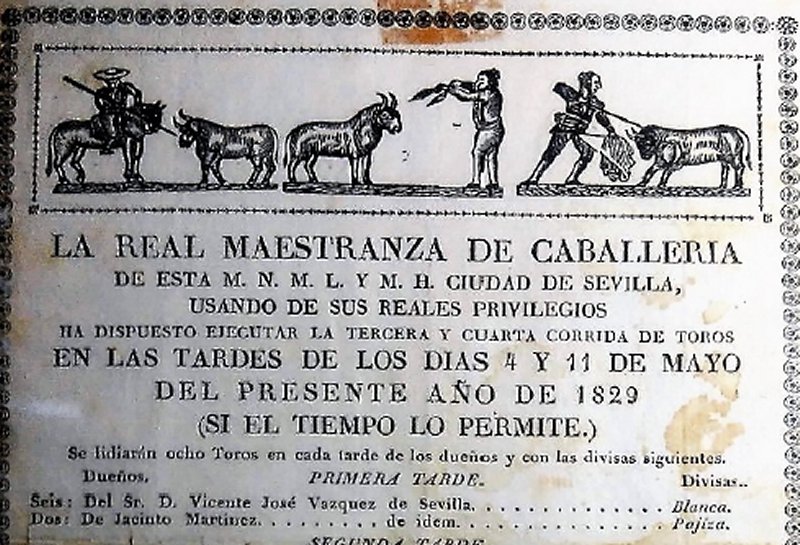 LA REAL MAESTRANZA DE CABALLERIA
DE ESTA M. N. M. L. Y M. H. CIUDAD DE SEVILLA,
USANDO DE SUS REALES PRIVILEGIOS
HA DISPUESTO EJECUTAR LA TERCERA Y CUARTA CORRIDA DE TOROS
EN LAS TARDES DE LOS DIAS 4 Y 11 DE MAYO
DEL PRESENTE AÑO DE 1829
(SI EL TIEMPO LO PERMITE.)
Se lidiarán ocho Toros en cada tarde de los dueños y con las divisas siguientes.
Dueños. PRIMERA TARDE. Divisas..
Seis: Del Sr. D. Vicente José Vazquez de Sevilla. . . . . . . . . . . . . . Blanca.
Dos: De Jacinto Martinez. . . . . . . . . de idem. . . . . . . . . . . . . . Pajiza.
SEGUNDA TARDE